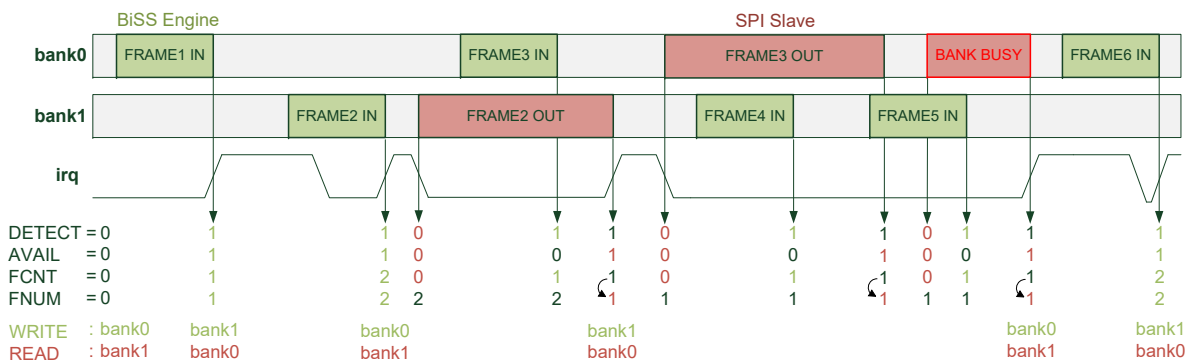 BiSS Engine SPI Slave
bank0 FRAME1 IN FRAME3 IN FRAME3 OUT BANK BUSY FRAME6 IN
bank1 FRAME2 IN FRAME2 OUT FRAME4 IN FRAME5 IN
irq
DETECT = 0 1 1 0 1 1 0 1 1 0 1 1 1
AVAIL = 0 1 1 0 0 1 0 0 1 0 0 1 1
FCNT = 0 1 2 0 1 1 0 1 1 0 1 1 2
FNUM = 0 1 2 2 2 1 1 1 1 1 1 1 2
WRITE : bank0 bank1 bank0 bank1 bank0 bank1
READ : bank1 bank0 bank1 bank0 bank1 bank0